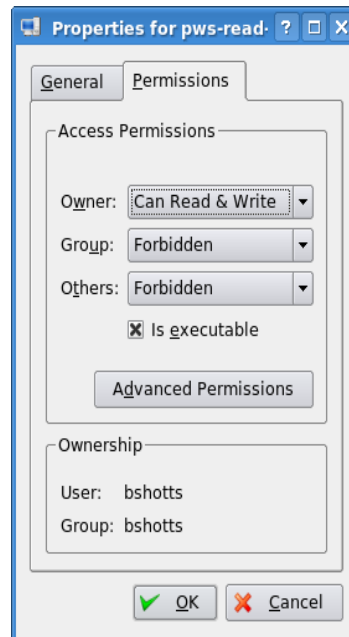 Properties for pws-read-
General Permissions
Access Permissions
Owner: Can Read & Write
Group: Forbidden
Others: Forbidden
Is executable
Advanced Permissions
Ownership
User: bshotts
Group: bshotts
OK Cancel